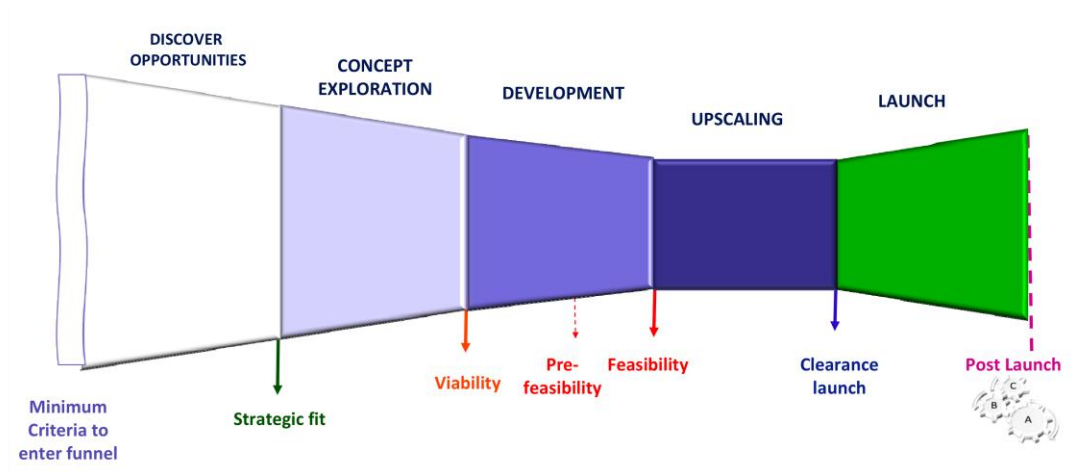 DISCOVER
OPPORTUNITIES
CONCEPT
EXPLORATION
DEVELOPMENT
UPSCALING
LAUNCH
Minimum
Criteria to
enter funnel
Strategic fit
Viability
Pre-
feasibility
Feasibility
Clearance
launch
Post Launch
C
B
A